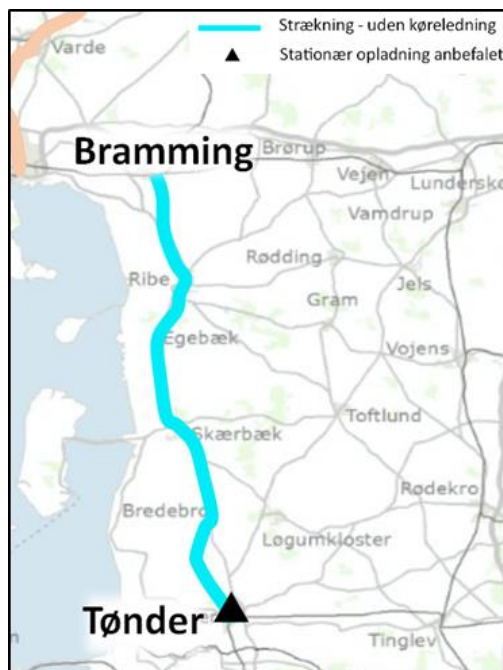 Strækning - uden køreledning
Stationær opladning anbefalet
Varde
Bramming
Brørup
Vejen
Lundersko
Vamdrup
Rødding
Jels
Ribe
Gram
Egebæk
Vojens
Toftlund
Skærbæk
Rødekro
Bredebro
Løgumkloster
Tønder
Tinglev